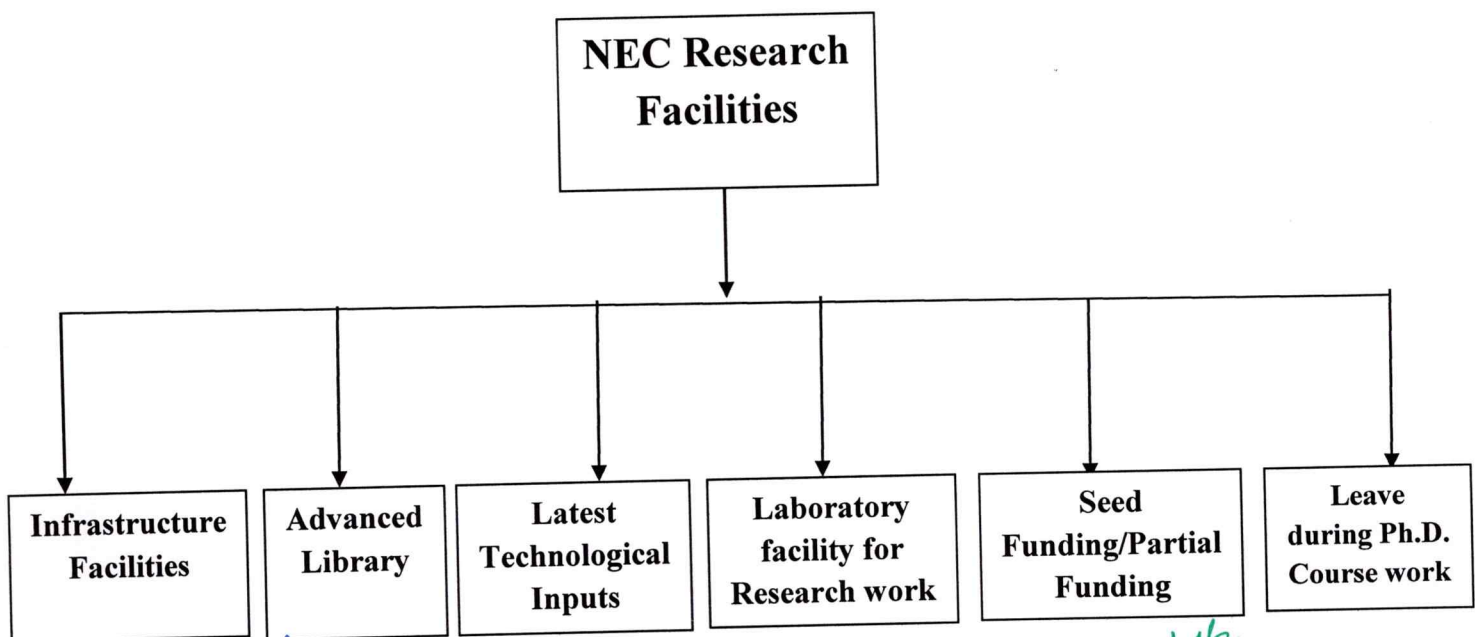 NEC Research
Facilities
Infrastructure
Facilities
Advanced
Library
Latest
Technological
Inputs
Laboratory
facility for
Research work
Seed
Funding/Partial
Funding
Leave
during Ph.D.
Course work